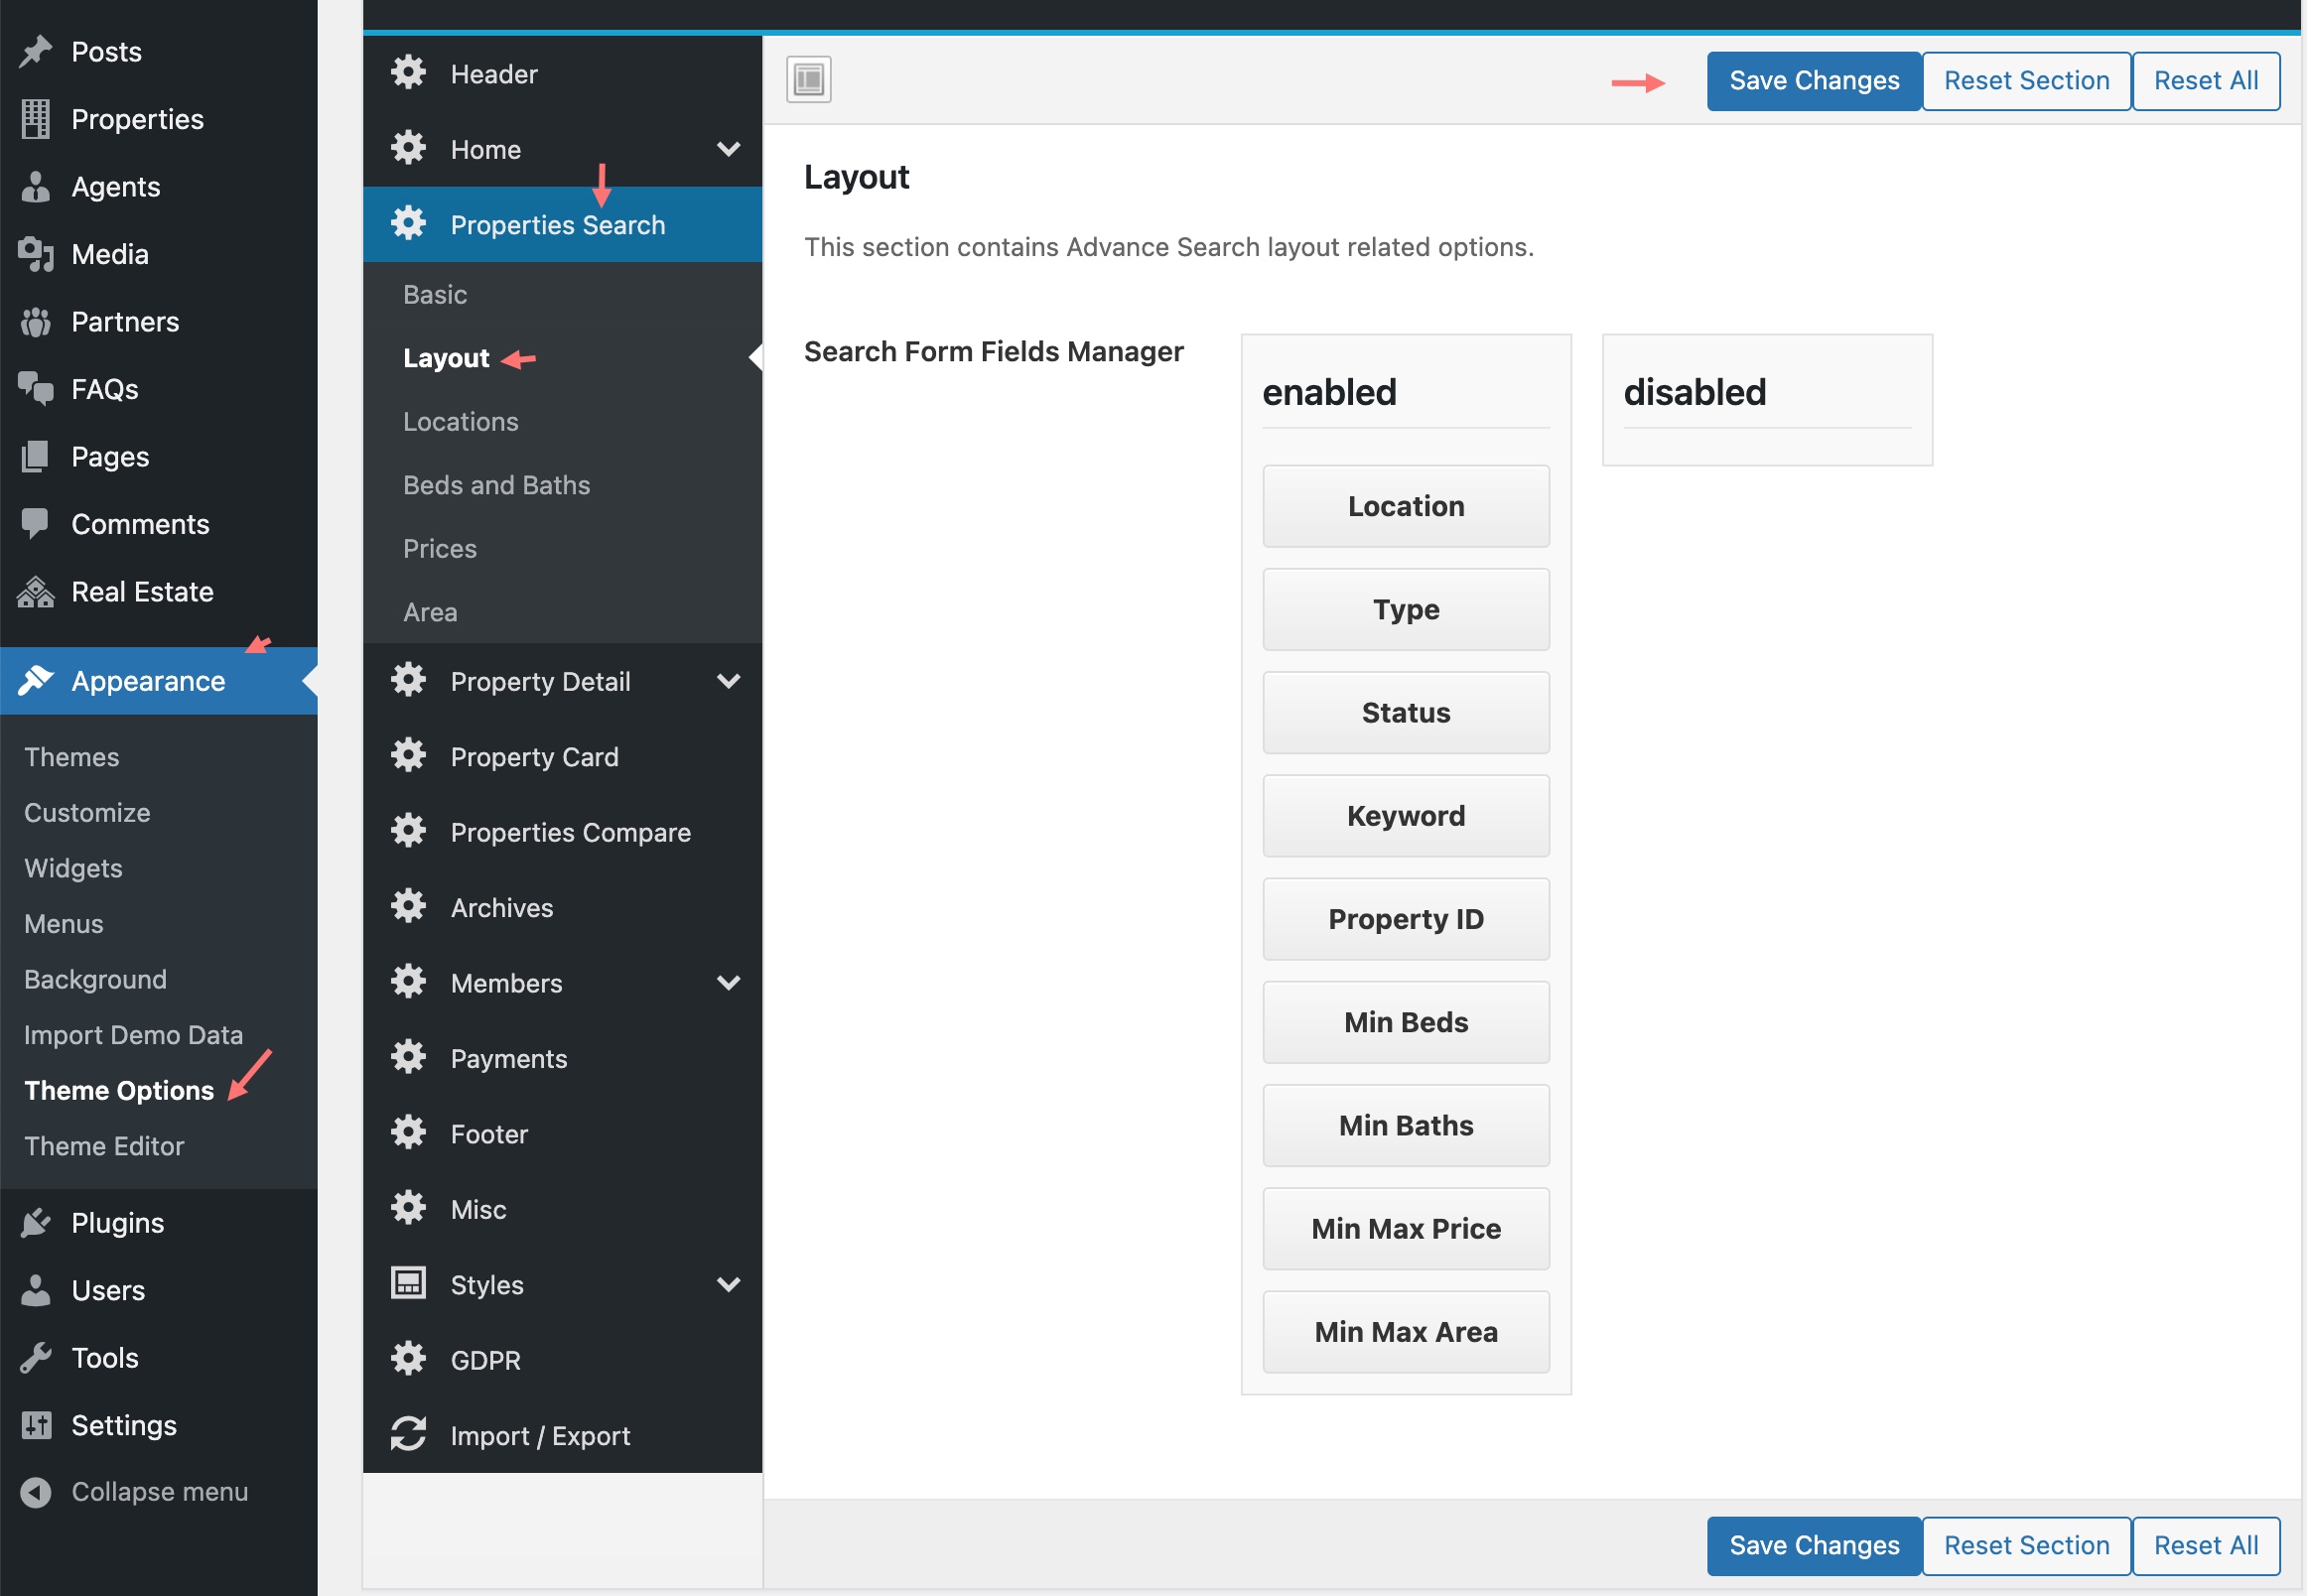 Posts
Properties
Agents
Media
Partners
FAQs
Pages
Comments
Real Estate
Appearance
Themes
Customize
Widgets
Menus
Background
Import Demo Data
Theme Options
Theme Editor
Plugins
Users
Tools
Settings
Collapse menu
Header
Home
Properties Search
Basic
Layout
Locations
Beds and Baths
Prices
Area
Property Detail
Property Card
Properties Compare
Archives
Members
Payments
Footer
Misc
Styles
GDPR
Import / Export
Save Changes Reset Section Reset All
Layout
This section contains Advance Search layout related options.
Search Form Fields Manager
enabled
Location
Type
Status
Keyword
Property ID
Min Beds
Min Baths
Min Max Price
Min Max Area
disabled
Save Changes Reset Section Reset All